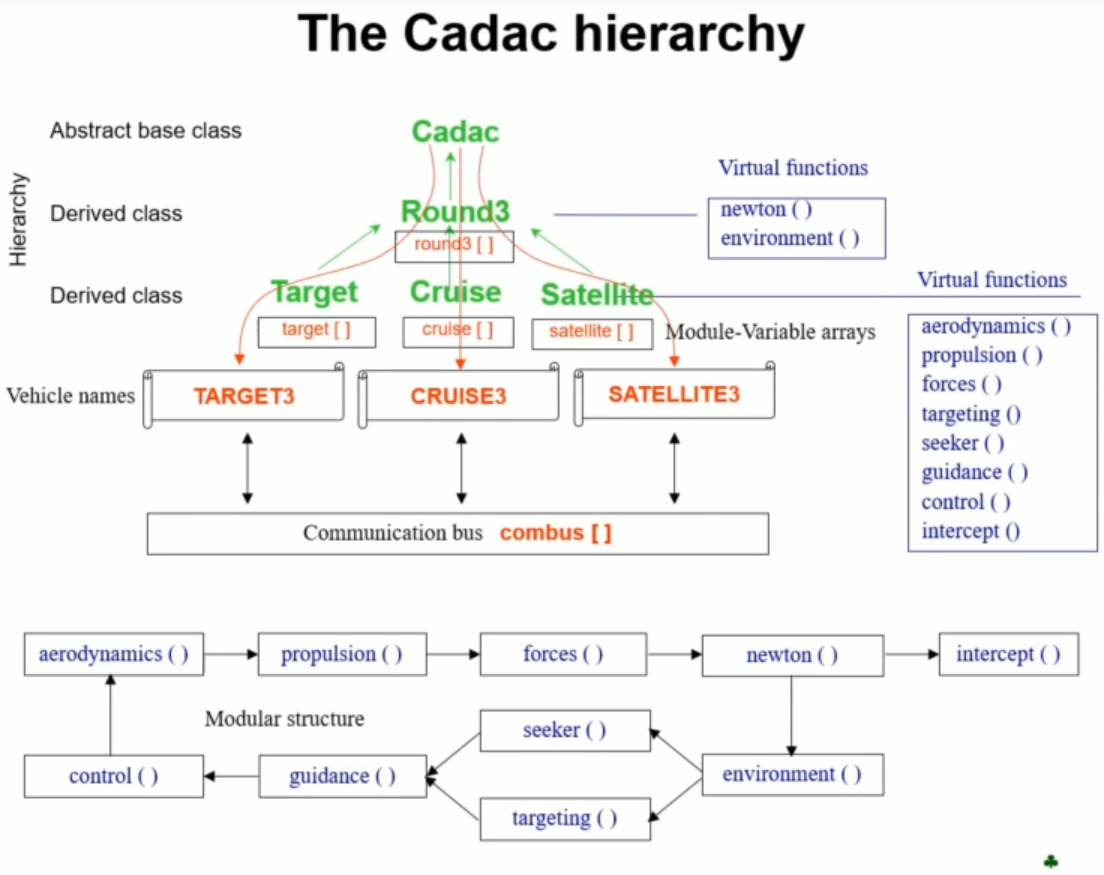 The Cadac hierarchy
Hierarchy
Abstract base class
Cadac
Virtual functions
Derived class
Round3
newton ( )
environment ( )
round3 [ ]
Derived class
Target
Cruise
Satellite
Virtual functions
target [ ]
cruise [ ]
satellite [ ]
Module-Variable arrays
aerodynamics ( )
propulsion ( )
forces ( )
targeting ()
seeker ( )
guidance ( )
control ( )
intercept ()
Vehicle names
TARGET3
CRUISE3
SATELLITE3
Communication bus combus [ ]
aerodynamics ( )
propulsion ( )
forces ( )
newton ( )
intercept ( )
Modular structure
seeker ( )
control ( )
guidance ( )
environment ( )
targeting ( )